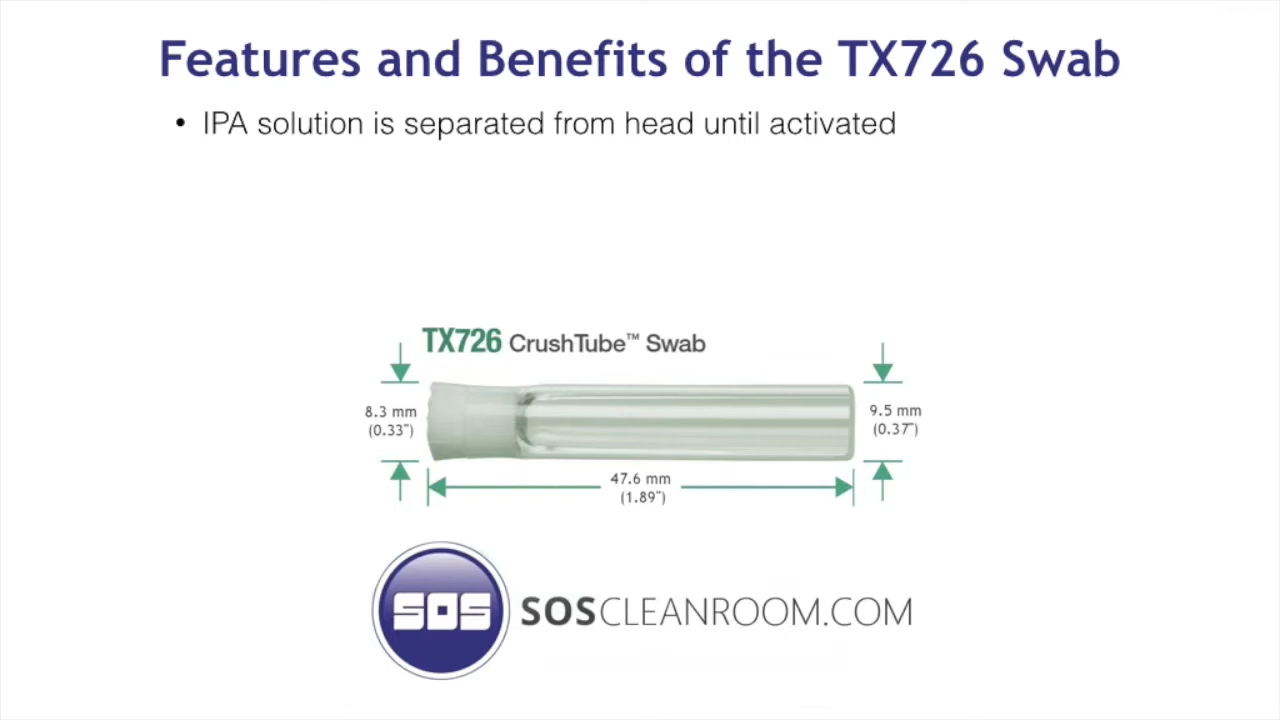 Features and Benefits of the TX726 Swab
• IPA solution is separated from head until activated
TX726 CrushTube™ Swab
8.3 mm
(0.33")
9.5 mm
(0.37")
47.6 mm
(1.89")
SOS
SOSCLEANROOM.COM